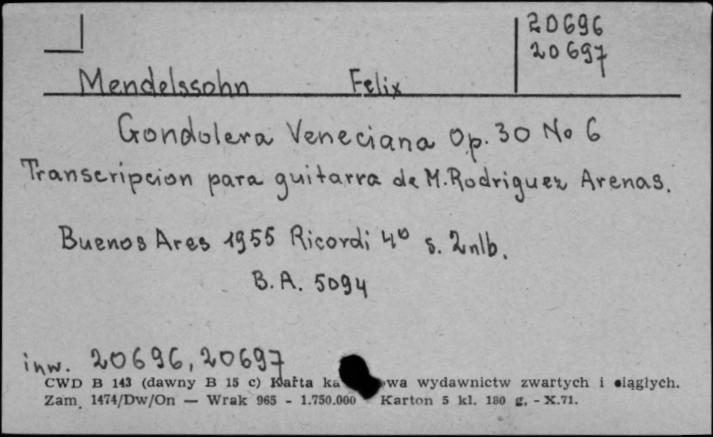 20696
20697
Mendelssohn Felix
Gondolera Veneciana Op. 30 No 6
Transcripcion para guitarra de M. Rodriguez Arenas.
Buenos Ares 1955 Ricordi 4° s. 2nlb.
B.A. 5094
inw. 20696, 20697
CWD B 143 (dawny B 15 c) Karta ka wa wydawnictw zwartych i ciągłych.
Zam. 1474/Dw/On — Wrak 965 - 1.750.000 Karton 5 kl. 180 g. - X.71.